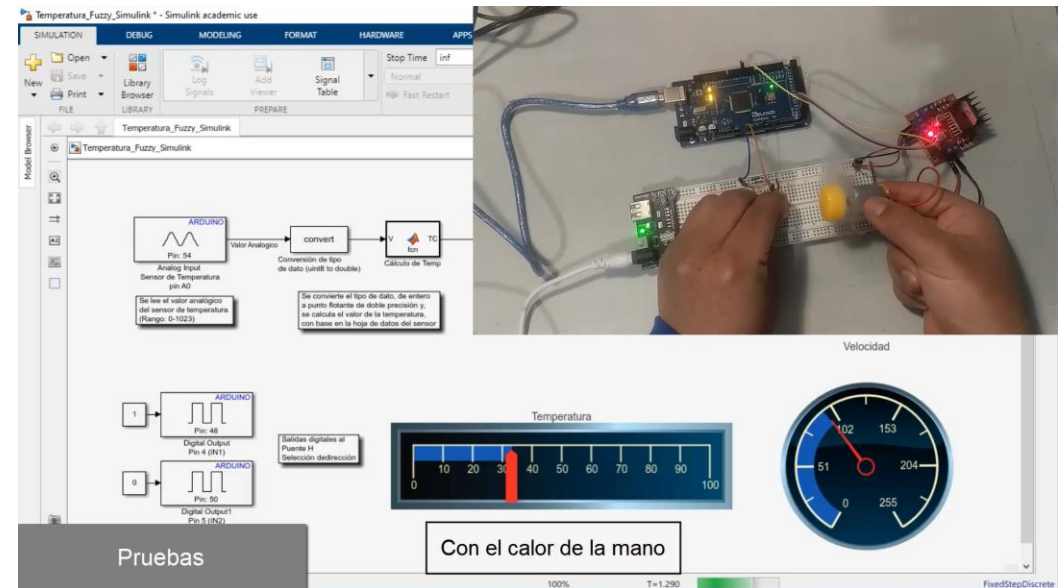 Temperatura_Fuzzy_Simulink * - Simulink academic use
SIMULATION
DEBUG
MODELING
FORMAT
HARDWARE
APPS
New
Open
Save
Print
FILE
Library
Browser
LIBRARY
Log
Signals
Add
Viewer
Signal
Table
PREPARE
Stop Time inf
Normal
Fast Restart
Temperatura_Fuzzy_Simulink
Temperatura_Fuzzy_Simulink
Model Browser
ARDUINO
Pin: 54
Analog Input
Sensor de Temperatura
pin A0
Valor Analogico
convert
Conversión de tipo
de dato (uint8 to double)
V
fcn
TC
Cálculo de Temp
Se lee el valor analógico
del sensor de temperatura
(Rango: 0-1023)
Se convierte el tipo de dato, de entero
a punto flotante de doble precisión y,
se calcula el valor de la temperatura,
con base en la hoja de datos del sensor
1
ARDUINO
Pin: 48
Digital Output
Pin 4 (IN1)
0
ARDUINO
Pin: 50
Digital Output1
Pin 5 (IN2)
Salidas digitales al
Puente H
Selección dedirección
Temperatura
0 10 20 30 40 50 60 70 80 90 100
Velocidad
0 51 102 153 204 255
Pruebas
Con el calor de la mano
100%
T=1.290
FixedStepDiscrete